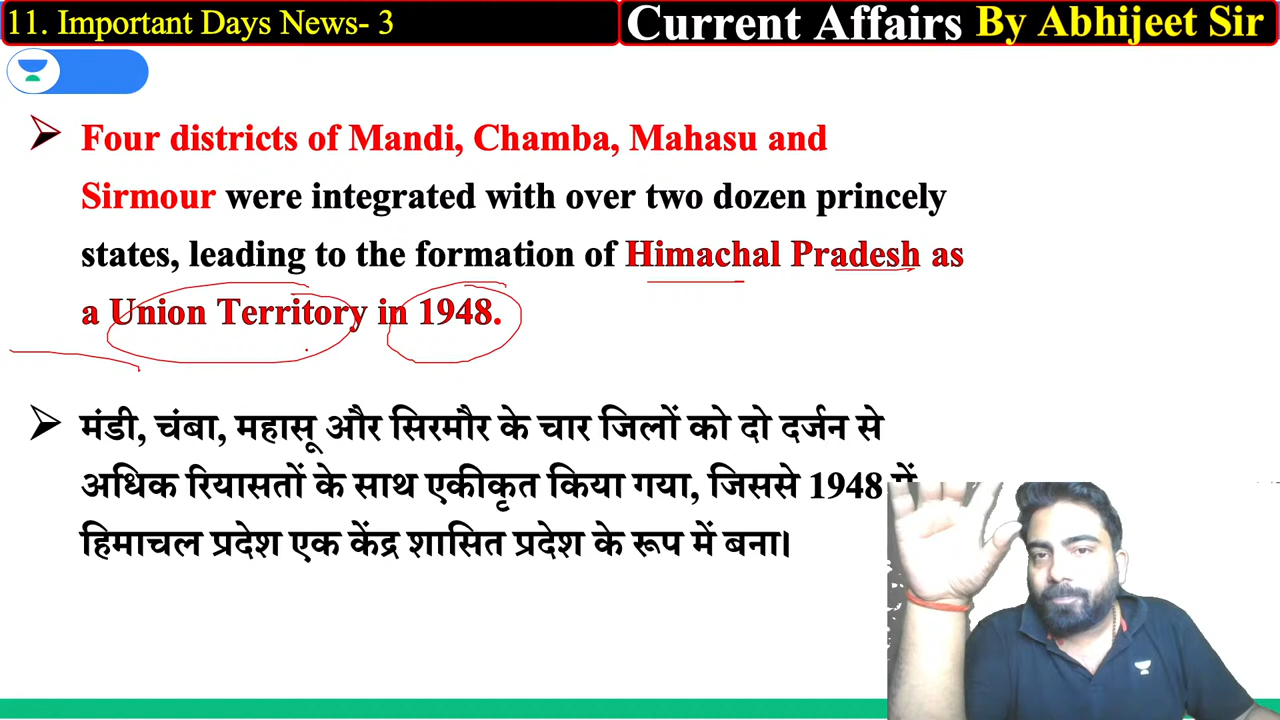 11. Important Days News- 3
Current Affairs By Abhijeet Sir
Four districts of Mandi, Chamba, Mahasu and
Sirmour were integrated with over two dozen princely
states, leading to the formation of Himachal Pradesh as
a Union Territory in 1948.
मंडी, चंबा, महासू और सिरमौर के चार जिलों को दो दर्जन से
अधिक रियासतों के साथ एकीकृत किया गया, जिससे 1948 में
हिमाचल प्रदेश एक केंद्र शासित प्रदेश के रूप में बना।